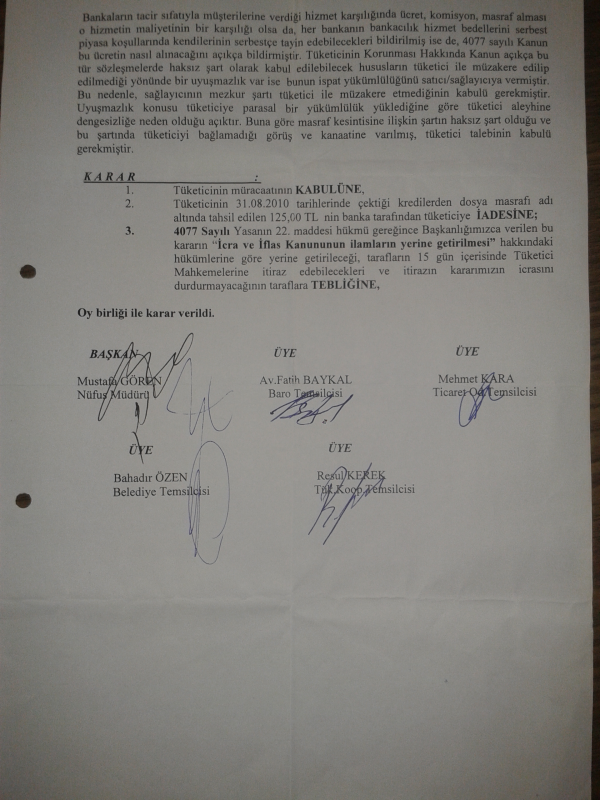 Bankaların tacir sıfatıyla müşterilerine verdiği hizmet karşılığında ücret, komisyon, masraf alması
o hizmetin maliyetinin bir karşılığı olsa da, her bankanın bankacılık hizmet bedellerini serbest
piyasa koşullarında kendilerinin serbestçe tayin edebilecekleri bildirilmiş ise de, 4077 sayılı Kanun
bu ücretin nasıl alınacağını açıkça bildirmiştir. Tüketicinin Korunması Hakkında Kanun açıkça bu
tür sözleşmelerde haksız şart olarak kabul edilebilecek hususların tüketici ile müzakere edilip
edilmediği yönünde bir uyuşmazlık var ise bunun ispat yükümlülüğünü satıcı/sağlayıcıya vermiştir.
Bu nedenle, sağlayıcının mezkur şartı tüketici ile müzakere etmediğinin kabulü gerekmiştir.
Uyuşmazlık konusu tüketiciye parasal bir yükümlülük yüklediğine göre tüketici aleyhine
dengesizliğe neden olduğu açıktır. Buna göre masraf kesintisine ilişkin şartın haksız şart olduğu ve
bu şartında tüketiciyi bağlamadığı görüş ve kanaatine varılmış, tüketici talebinin kabulü
gerekmiştir.
K A R A R :
1. Tüketicinin müracaatının KABULÜNE,
2. Tüketicinin 31.08.2010 tarihlerinde çektiği kredilerden dosya masrafı adı
altında tahsil edilen 125,00 TL nin banka tarafından tüketiciye İADESİNE;
3. 4077 Sayılı Yasanın 22. maddesi hükmü gereğince Başkanlığımızca verilen bu
kararın “İcra ve İflas Kanununun ilamların yerine getirilmesi” hakkındaki
hükümlerine göre yerine getirileceği, tarafların 15 gün içerisinde Tüketici
Mahkemelerine itiraz edebilecekleri ve itirazın kararımızın icrasını
durdurmayacağının taraflara TEBLİĞİNE,
Oy birliği ile karar verildi.
BAŞKAN ÜYE ÜYE
Mustafa GÖREN Av.Fatih BAYKAL Mehmet KARA
Nüfus Müdürü Baro Temsilcisi Ticaret Od.Temsilcisi
ÜYE ÜYE
Bahadır ÖZEN Resul KEREK
Belediye Temsilcisi Tük.Koop.Temsilcisi